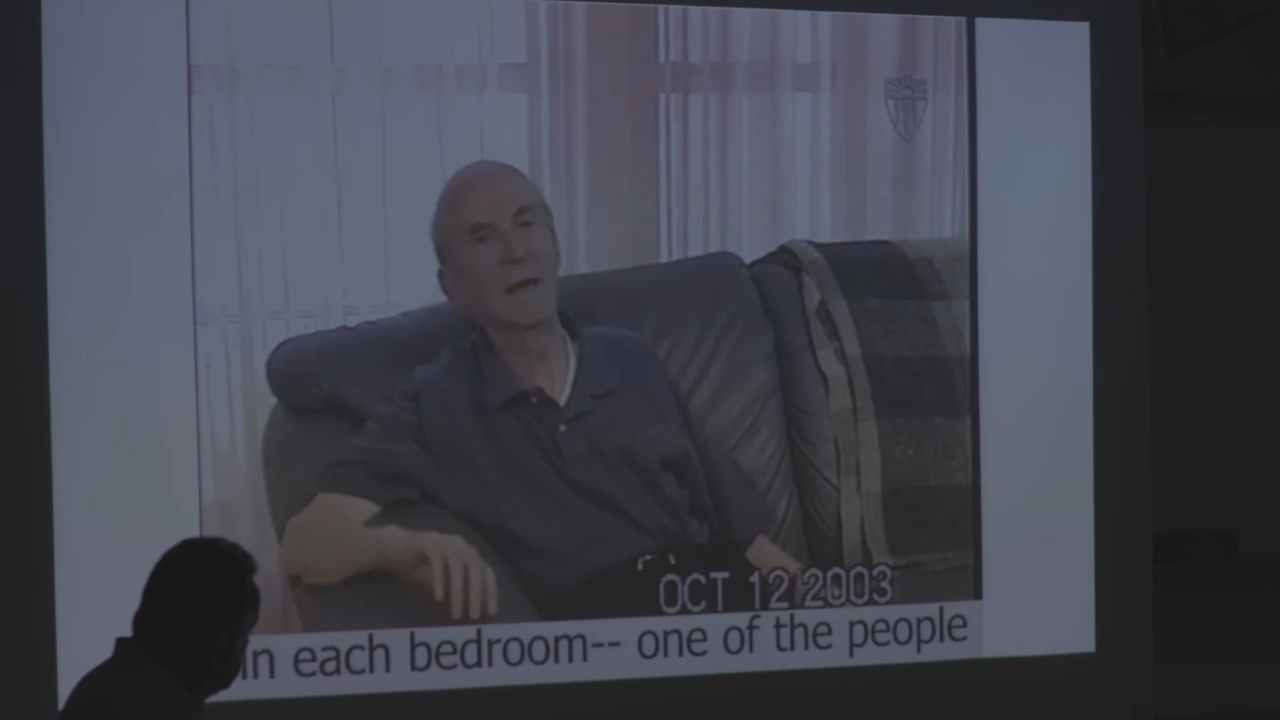 OCT 12 2003
in each bedroom-- one of the people